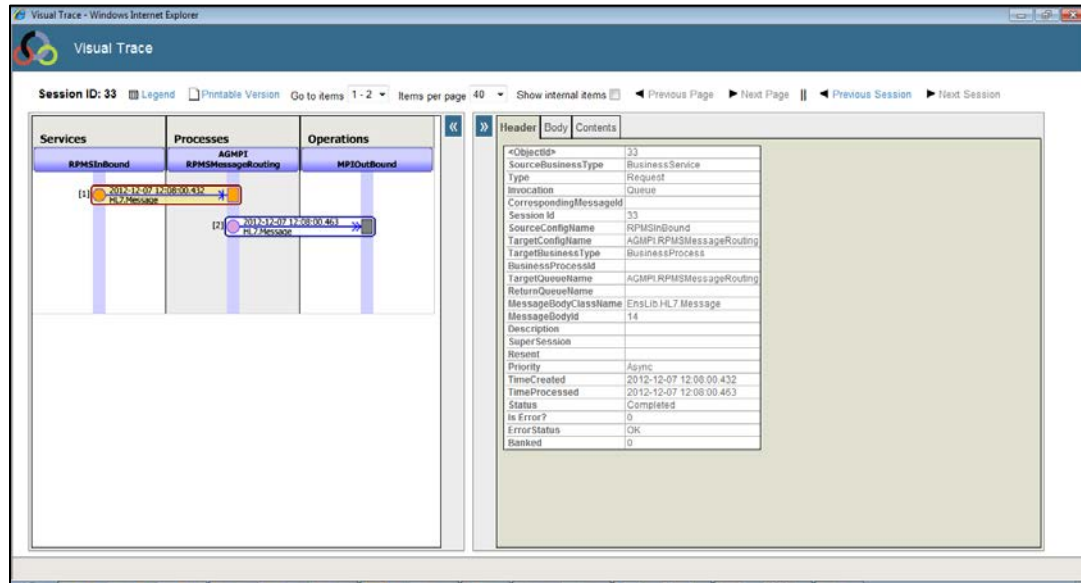 Visual Trace - Windows Internet Explorer
Visual Trace
Session ID: 33 Legend Printable Version Go to items 1 - 2 Items per page 40 Show internal items Previous Page Next Page || Previous Session Next Session
Services Processes Operations
RPMSInBound AGMPI RPMSMessageRouting MPIOutBound
[1] 2012-12-07 12:08:00.432
HL7.Message
[2] 2012-12-07 12:08:00.463
HL7.Message
Header Body Contents
<ObjectId> 33
SourceBusinessType BusinessService
Type Request
Invocation Queue
CorrespondingMessageId
Session Id 33
SourceConfigName RPMSInBound
TargetConfigName AGMPI.RPMSMessageRouting
TargetBusinessType BusinessProcess
BusinessProcessId
TargetQueueName AGMPI.RPMSMessageRouting
ReturnQueueName
MessageBodyClassName EnsLib.HL7.Message
MessageBodyId 14
Description
SuperSession
Resent
Priority Async
TimeCreated 2012-12-07 12:08:00.432
TimeProcessed 2012-12-07 12:08:00.463
Status Completed
Is Error? 0
ErrorStatus OK
Banked 0